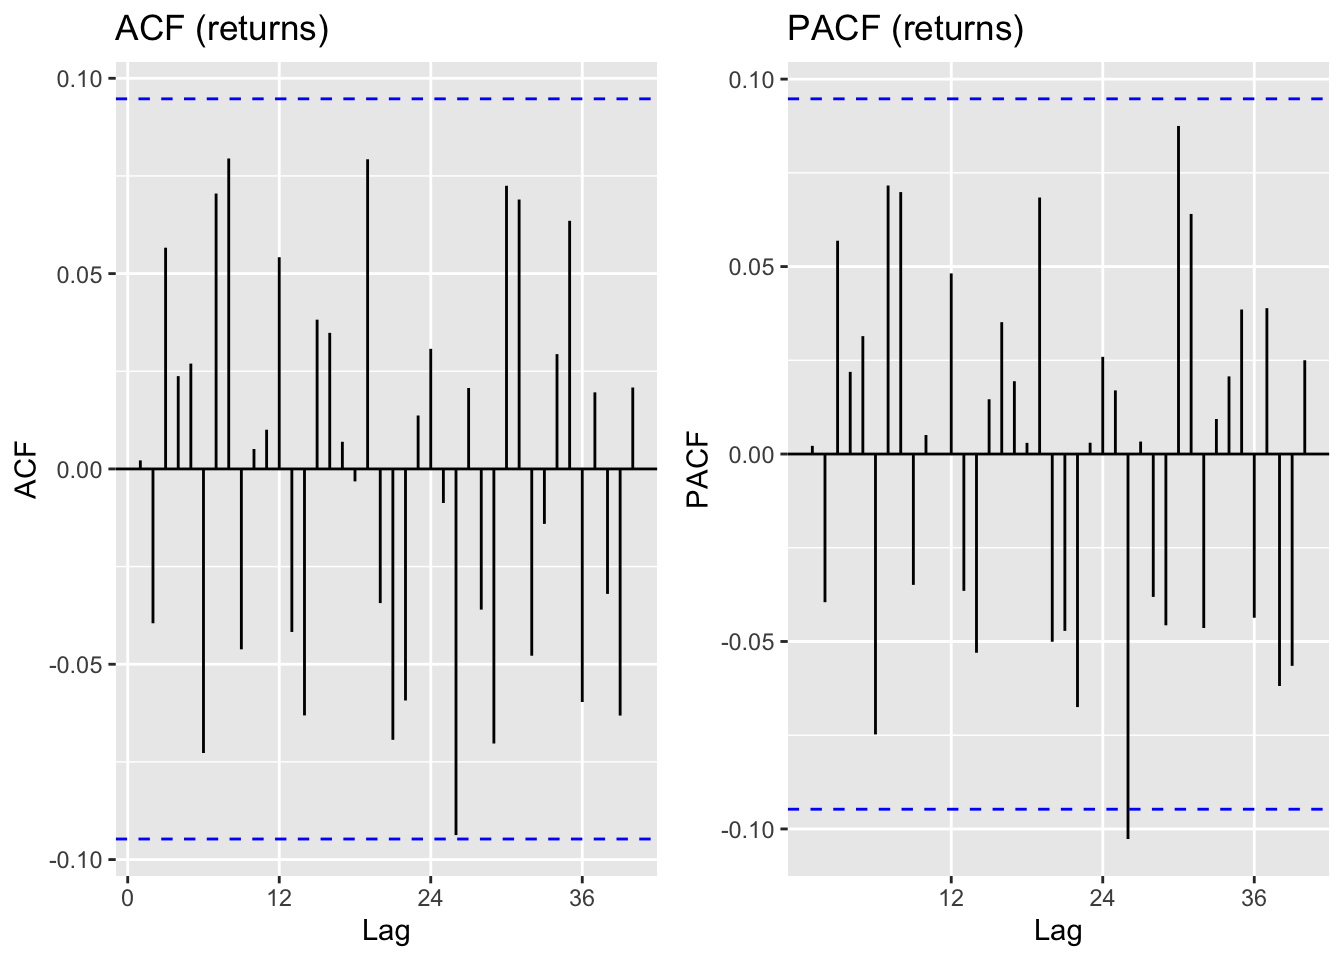 ACF (returns)
0.10
0.05
0.00
-0.05
-0.10
ACF
0 12 24 36
Lag
PACF (returns)
0.10
0.05
0.00
-0.05
-0.10
PACF
12 24 36
Lag